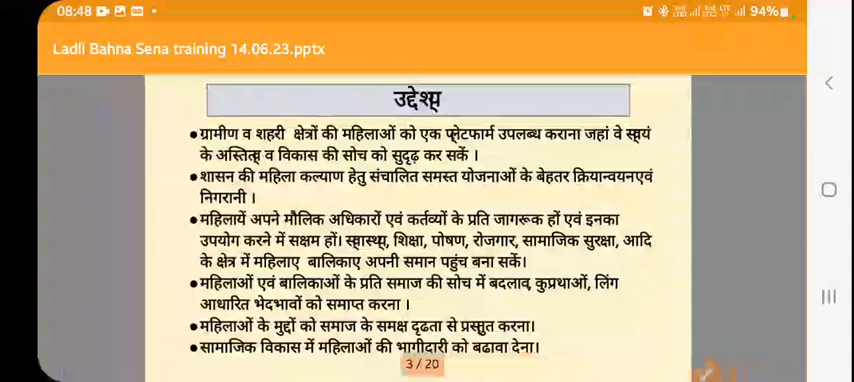 08:48
VoLTE1 VoLTE2 LTE 94%
Ladli Bahna Sena training 14.06.23.pptx
उद्देश्य
● ग्रामीण व शहरी क्षेत्रों की महिलाओं को एक प्लेटफार्म उपलब्ध कराना जहां वे स्वयं
के अस्तित्व व विकास की सोच को सुदृढ़ कर सकें ।
● शासन की महिला कल्याण हेतु संचालित समस्त योजनाओं के बेहतर क्रियान्वयनएवं
निगरानी ।
● महिलायें अपने मौलिक अधिकारों एवं कर्तव्यों के प्रति जागरूक हों एवं इनका
उपयोग करने में सक्षम हों। स्वास्थ्य, शिक्षा, पोषण, रोजगार, सामाजिक सुरक्षा, आदि
के क्षेत्र में महिलाए बालिकाए अपनी समान पहुंच बना सकें।
● महिलाओं एवं बालिकाओं के प्रति समाज की सोच में बदलाव, कुप्रथाओं, लिंग
आधारित भेदभावों को समाप्त करना ।
● महिलाओं के मुद्दों को समाज के समक्ष दृढता से प्रस्तुत करना।
● सामाजिक विकास में महिलाओं की भागीदारी को बढावा देना।
3 / 20